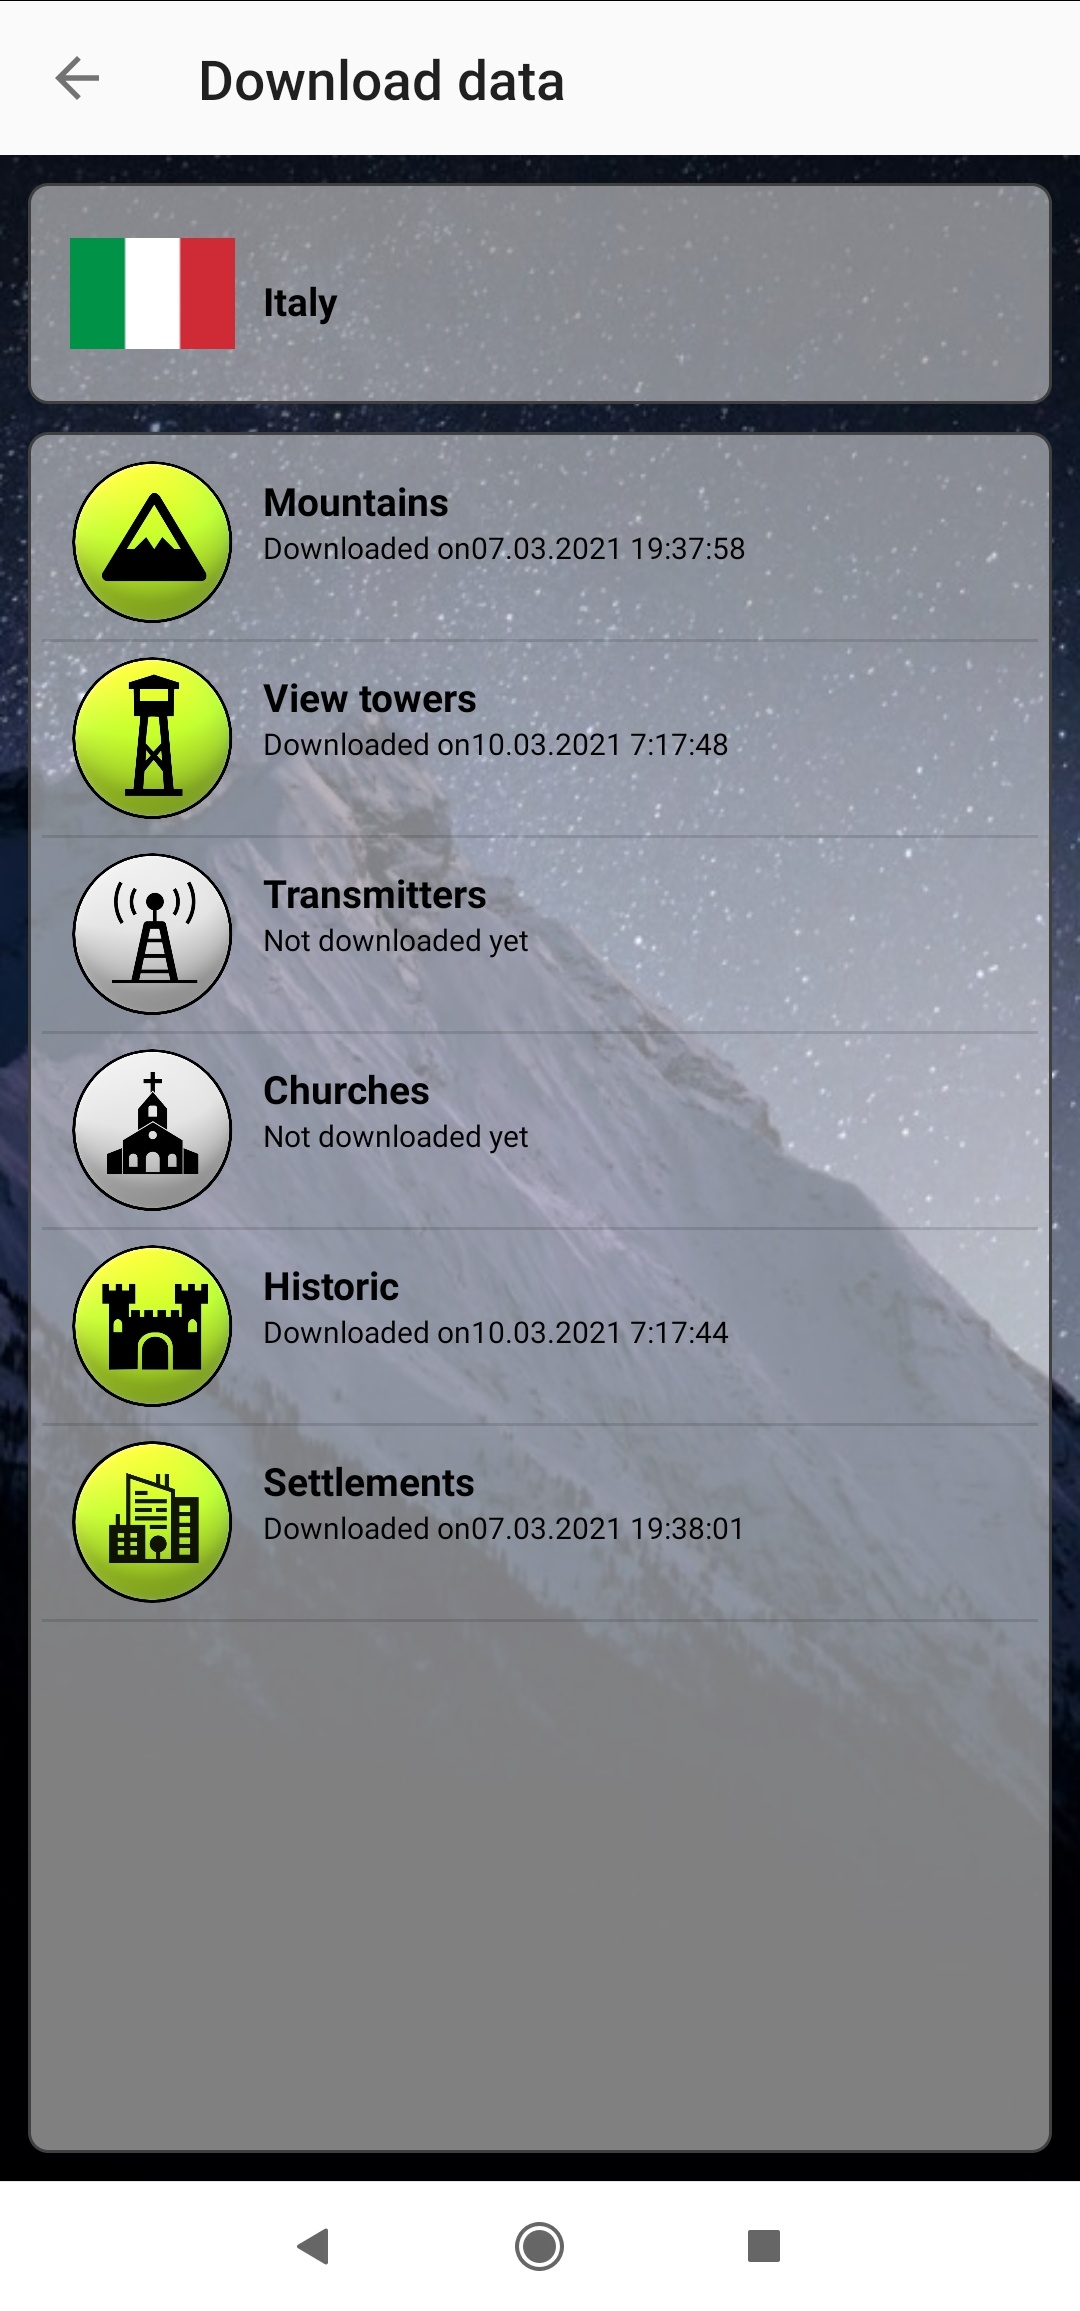 Download data
Italy
Mountains
Downloaded on07.03.2021 19:37:58
View towers
Downloaded on10.03.2021 7:17:48
Transmitters
Not downloaded yet
Churches
Not downloaded yet
Historic
Downloaded on10.03.2021 7:17:44
Settlements
Downloaded on07.03.2021 19:38:01